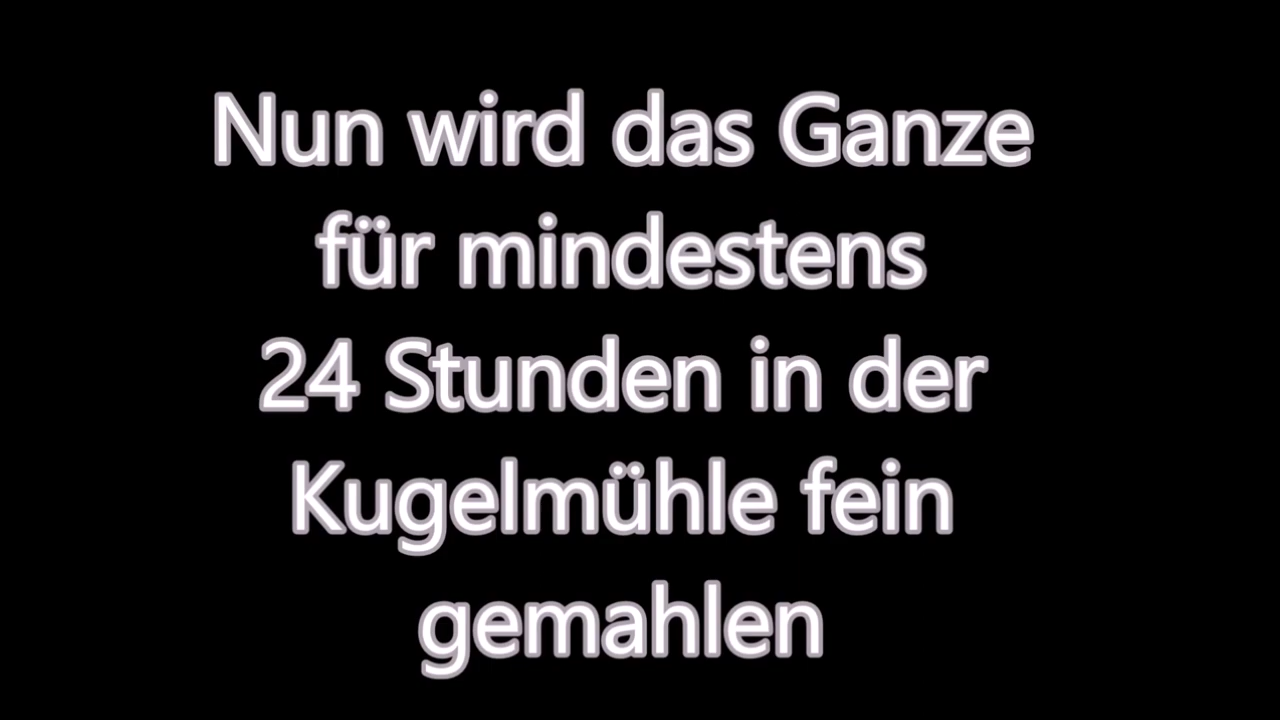 Nun wird das Ganze
für mindestens
24 Stunden in der
Kugelmühle fein
gemahlen